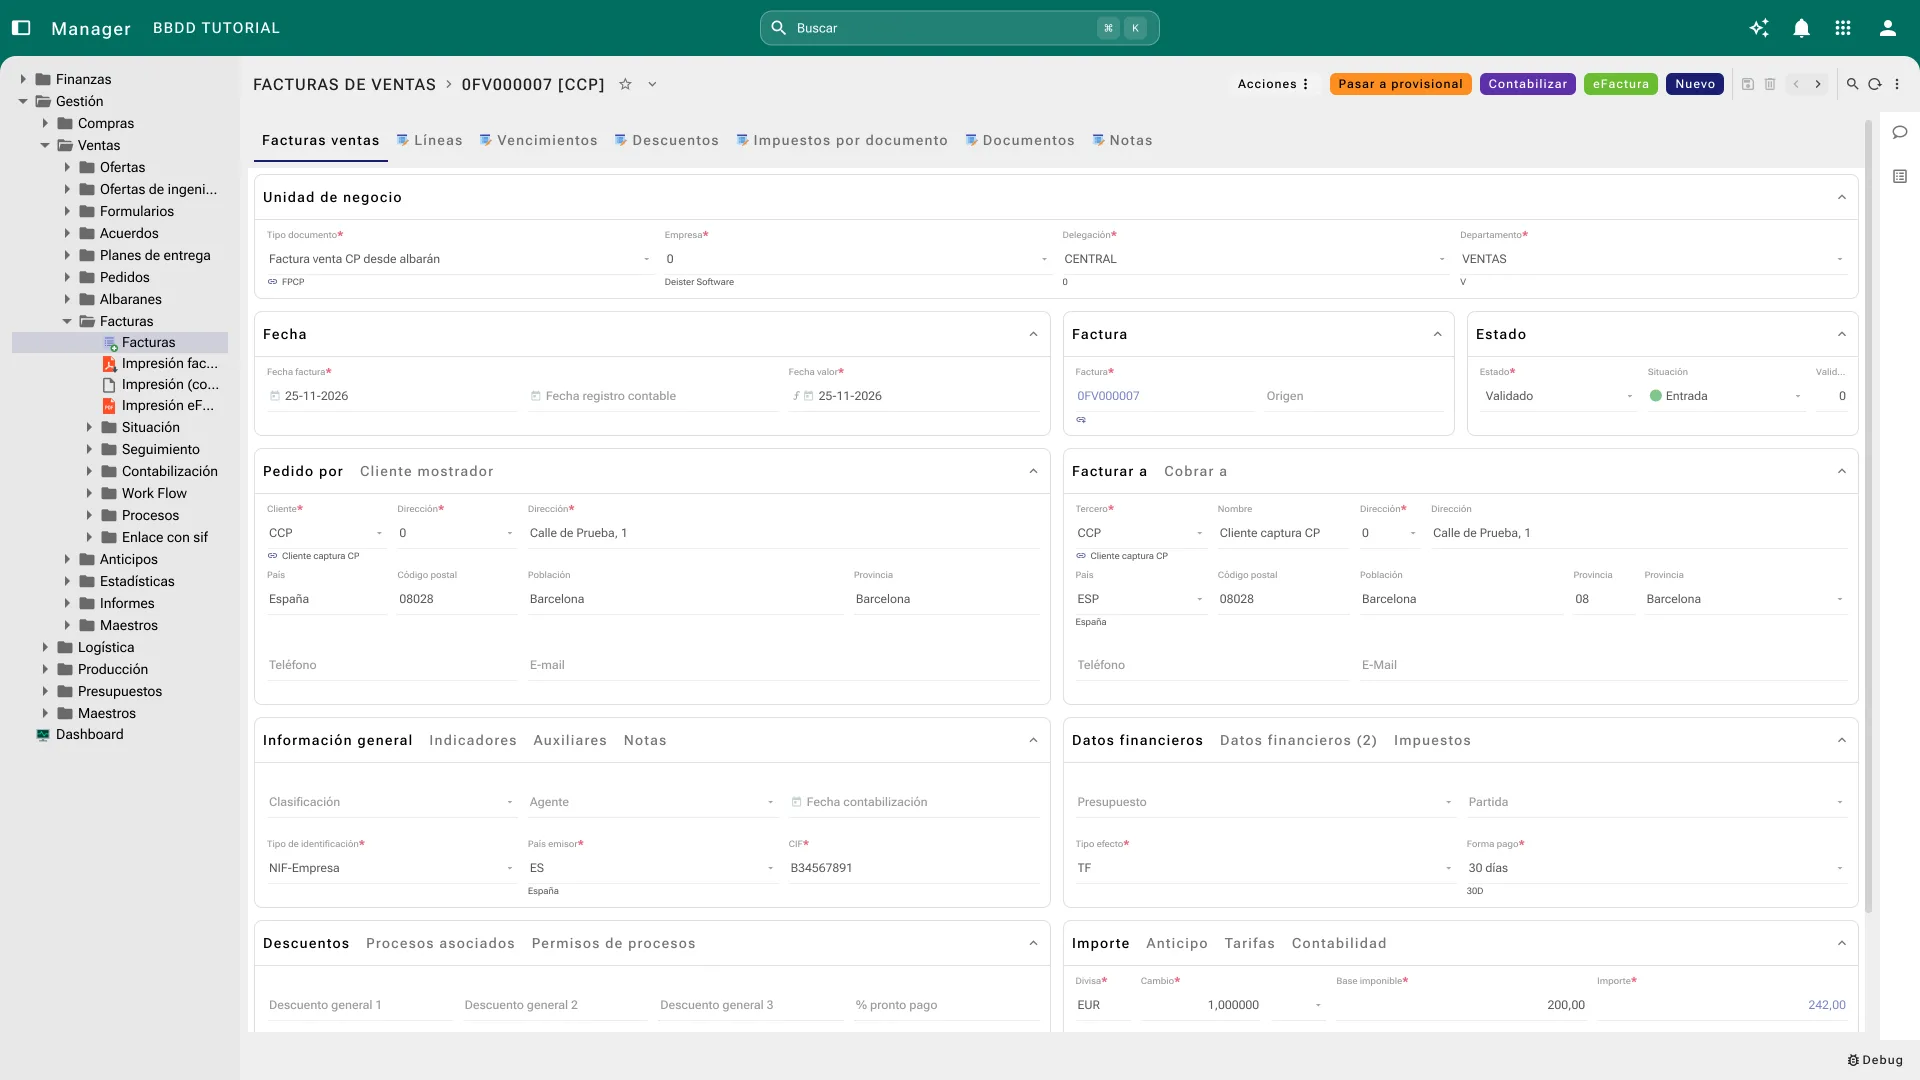 Manager BBDD TUTORIAL
Buscar ⌘ K
Finanzas
Gestión
Compras
Ventas
Ofertas
Ofertas de ingeni...
Formularios
Acuerdos
Planes de entrega
Pedidos
Albaranes
Facturas
Facturas
Impresión fac...
Impresión (co...
Impresión eF...
Situación
Seguimiento
Contabilización
Work Flow
Procesos
Enlace con sif
Anticipos
Estadísticas
Informes
Maestros
Logística
Producción
Presupuestos
Maestros
Dashboard
FACTURAS DE VENTAS > 0FV000007 [CCP]
Acciones Pasar a provisional Contabilizar eFactura Nuevo
Facturas ventas Líneas Vencimientos Descuentos Impuestos por documento Documentos Notas
Unidad de negocio
Tipo documento* Empresa* Delegación* Departamento*
Factura venta CP desde albarán 0 CENTRAL VENTAS
FPCP Deister Software 0 V
Fecha
Fecha factura* Fecha valor*
25-11-2026 Fecha registro contable 25-11-2026
Factura
Factura*
0FV000007 Origen
Estado
Estado* Situación Valid...
Validado Entrada 0
Pedido por Cliente mostrador
Cliente* Dirección* Dirección*
CCP 0 Calle de Prueba, 1
Cliente captura CP
País Código postal Población Provincia
España 08028 Barcelona Barcelona
Teléfono E-mail
Facturar a Cobrar a
Tercero* Nombre Dirección* Dirección
CCP Cliente captura CP 0 Calle de Prueba, 1
Cliente captura CP
País Código postal Población Provincia Provincia
ESP 08028 Barcelona 08 Barcelona
España
Teléfono E-Mail
Información general Indicadores Auxiliares Notas
Clasificación Agente Fecha contabilización
Tipo de identificación* País emisor* CIF*
NIF-Empresa ES B34567891
España
Datos financieros Datos financieros (2) Impuestos
Presupuesto Partida
Tipo efecto* Forma pago*
TF 30 días
30D
Descuentos Procesos asociados Permisos de procesos
Descuento general 1 Descuento general 2 Descuento general 3 % pronto pago
Importe Anticipo Tarifas Contabilidad
Divisa* Cambio* Base imponible* Importe*
EUR 1,000000 200,00 242,00
Debug